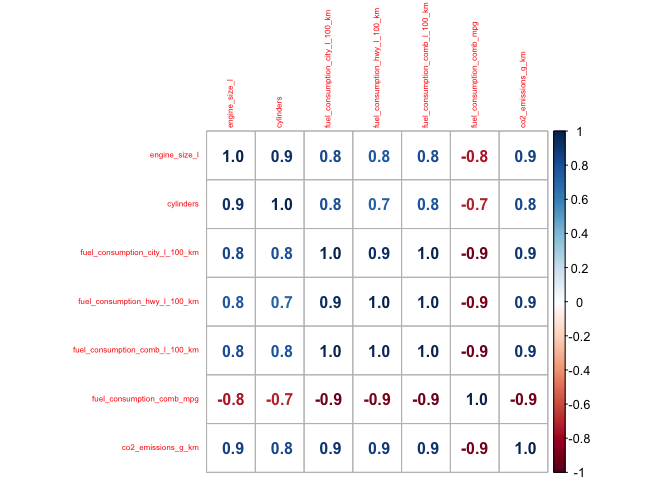 engine_size_l
cylinders
fuel_consumption_city_l_100_km
fuel_consumption_hwy_l_100_km
fuel_consumption_comb_l_100_km
fuel_consumption_comb_mpg
co2_emissions_g_km
engine_size_l 1.0 0.9 0.8 0.8 0.8 -0.8 0.9
cylinders 0.9 1.0 0.8 0.7 0.8 -0.7 0.8
fuel_consumption_city_l_100_km 0.8 0.8 1.0 0.9 1.0 -0.9 0.9
fuel_consumption_hwy_l_100_km 0.8 0.7 0.9 1.0 1.0 -0.9 0.9
fuel_consumption_comb_l_100_km 0.8 0.8 1.0 1.0 1.0 -0.9 0.9
fuel_consumption_comb_mpg -0.8 -0.7 -0.9 -0.9 -0.9 1.0 -0.9
co2_emissions_g_km 0.9 0.8 0.9 0.9 0.9 -0.9 1.0
1
0.8
0.6
0.4
0.2
0
-0.2
-0.4
-0.6
-0.8
-1